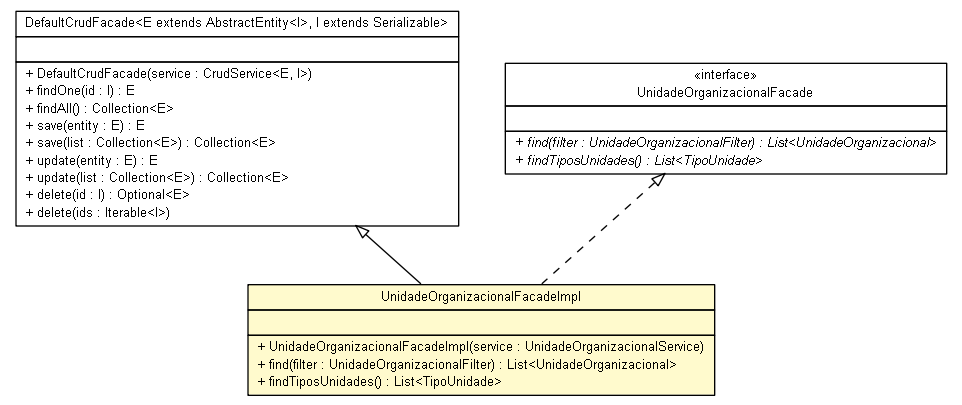 DefaultCrudFacade<E extends AbstractEntity<I>, I extends Serializable>
+ DefaultCrudFacade(service : CrudService<E, I>)
+ findOne(id : I) : E
+ findAll() : Collection<E>
+ save(entity : E) : E
+ save(list : Collection<E>) : Collection<E>
+ update(entity : E) : E
+ update(list : Collection<E>) : Collection<E>
+ delete(id : I) : Optional<E>
+ delete(ids : Iterable<I>)
«interface»
UnidadeOrganizacionalFacade
+ find(filter : UnidadeOrganizacionalFilter) : List<UnidadeOrganizacional>
+ findTiposUnidades() : List<TipoUnidade>
UnidadeOrganizacionalFacadeImpl
+ UnidadeOrganizacionalFacadeImpl(service : UnidadeOrganizacionalService)
+ find(filter : UnidadeOrganizacionalFilter) : List<UnidadeOrganizacional>
+ findTiposUnidades() : List<TipoUnidade>